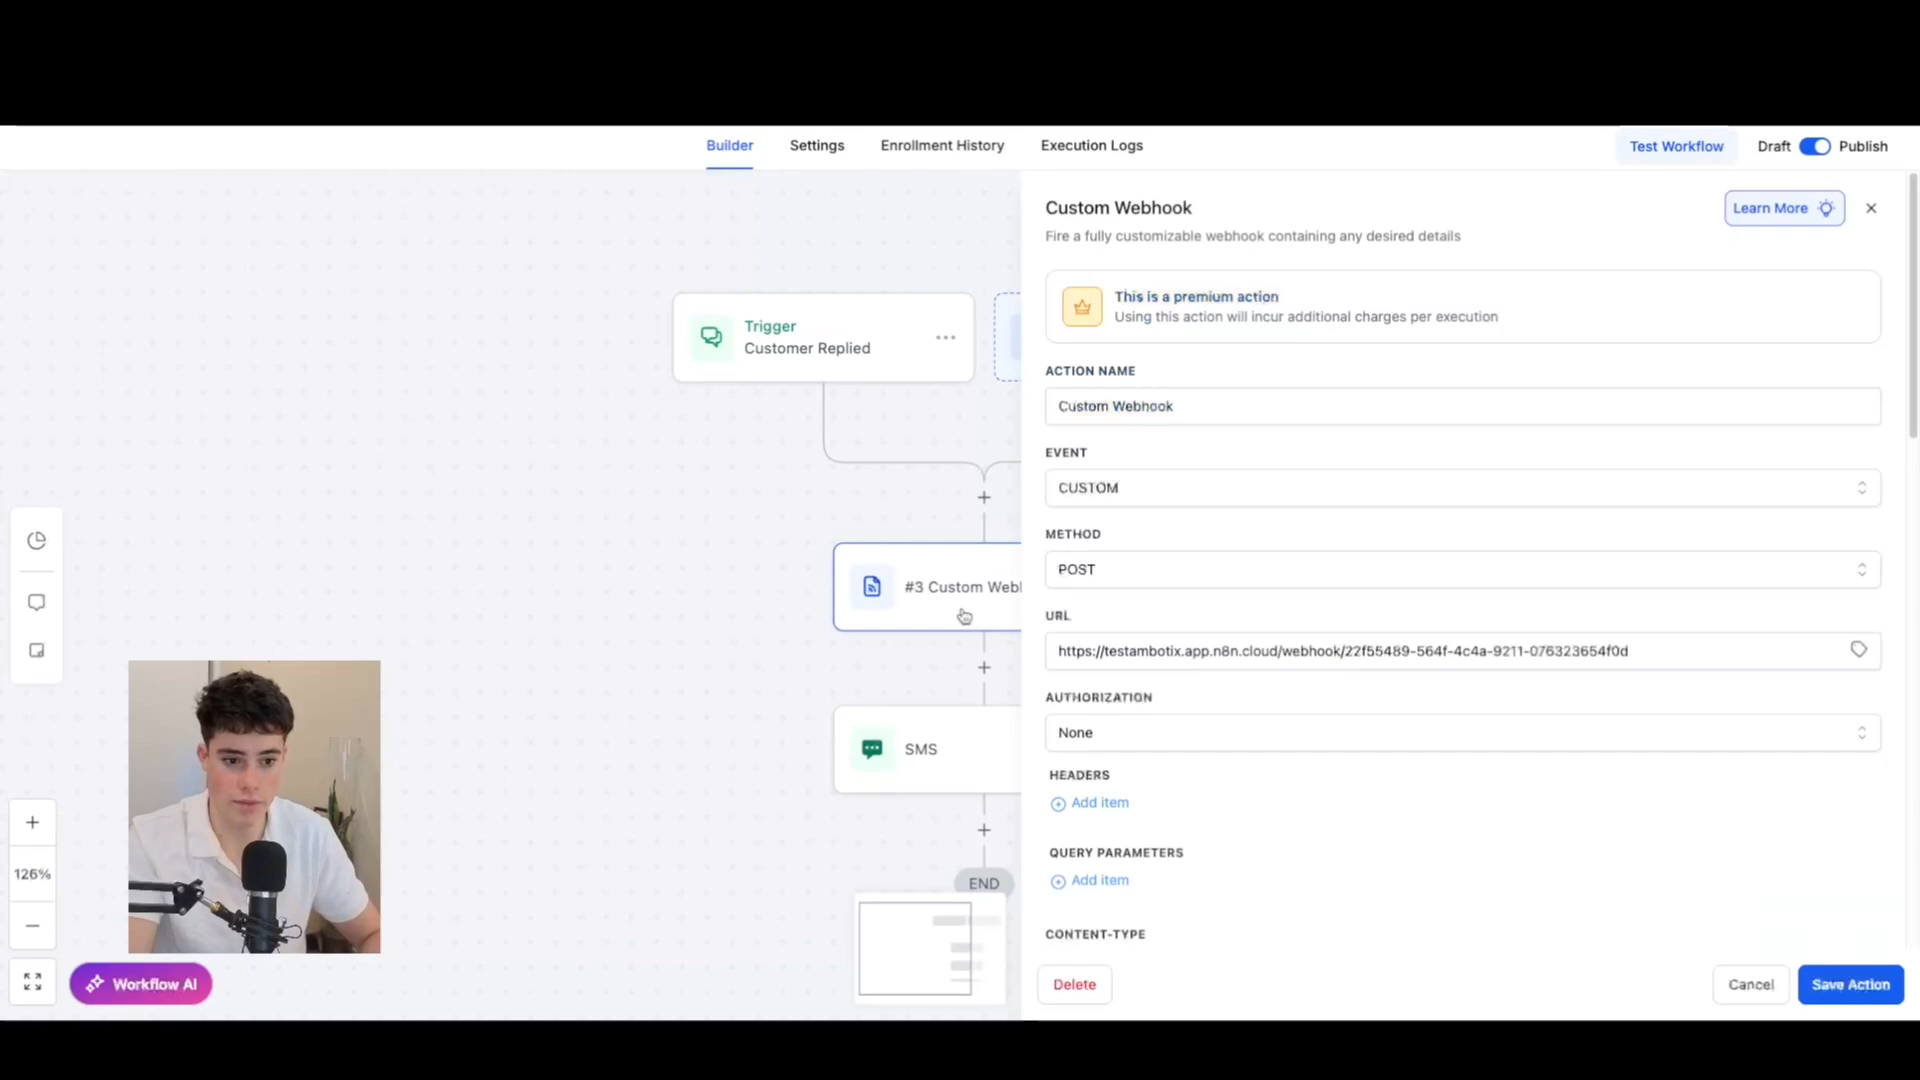 Builder
Settings
Enrollment History
Execution Logs
Test Workflow
Draft
Publish
Custom Webhook
Learn More
Fire a fully customizable webhook containing any desired details
This is a premium action
Using this action will incur additional charges per execution
Trigger
Customer Replied
ACTION NAME
Custom Webhook
EVENT
CUSTOM
METHOD
POST
#3 Custom Web
URL
https://testambotix.app.n8n.cloud/webhook/22f55489-564f-4c4a-9211-076323654f0d
AUTHORIZATION
None
SMS
HEADERS
Add item
QUERY PARAMETERS
Add item
126%
END
CONTENT-TYPE
Workflow AI
Delete
Cancel
Save Action